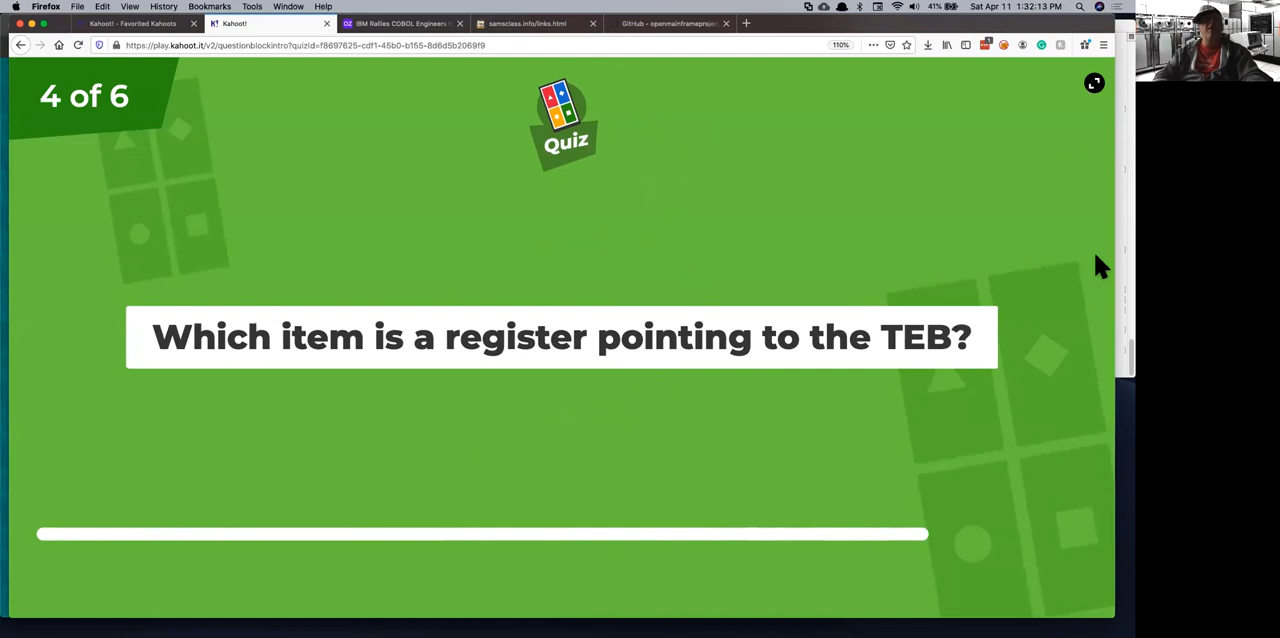 Firefox File Edit View History Bookmarks Tools Window Help 41% Sat Apr 11 1:32:13 PM
Kahoot! - Favorited Kahoots K! Kahoot! OZ IBM Rallies COBOL Engineers samsclass.info/links.html GitHub - openmainframeproje
https://play.kahoot.it/v2/questionblockintro?quizId=f8697625-cdf1-45b0-b155-8d6d5b2069f9 110%
4 of 6
Quiz
Which item is a register pointing to the TEB?